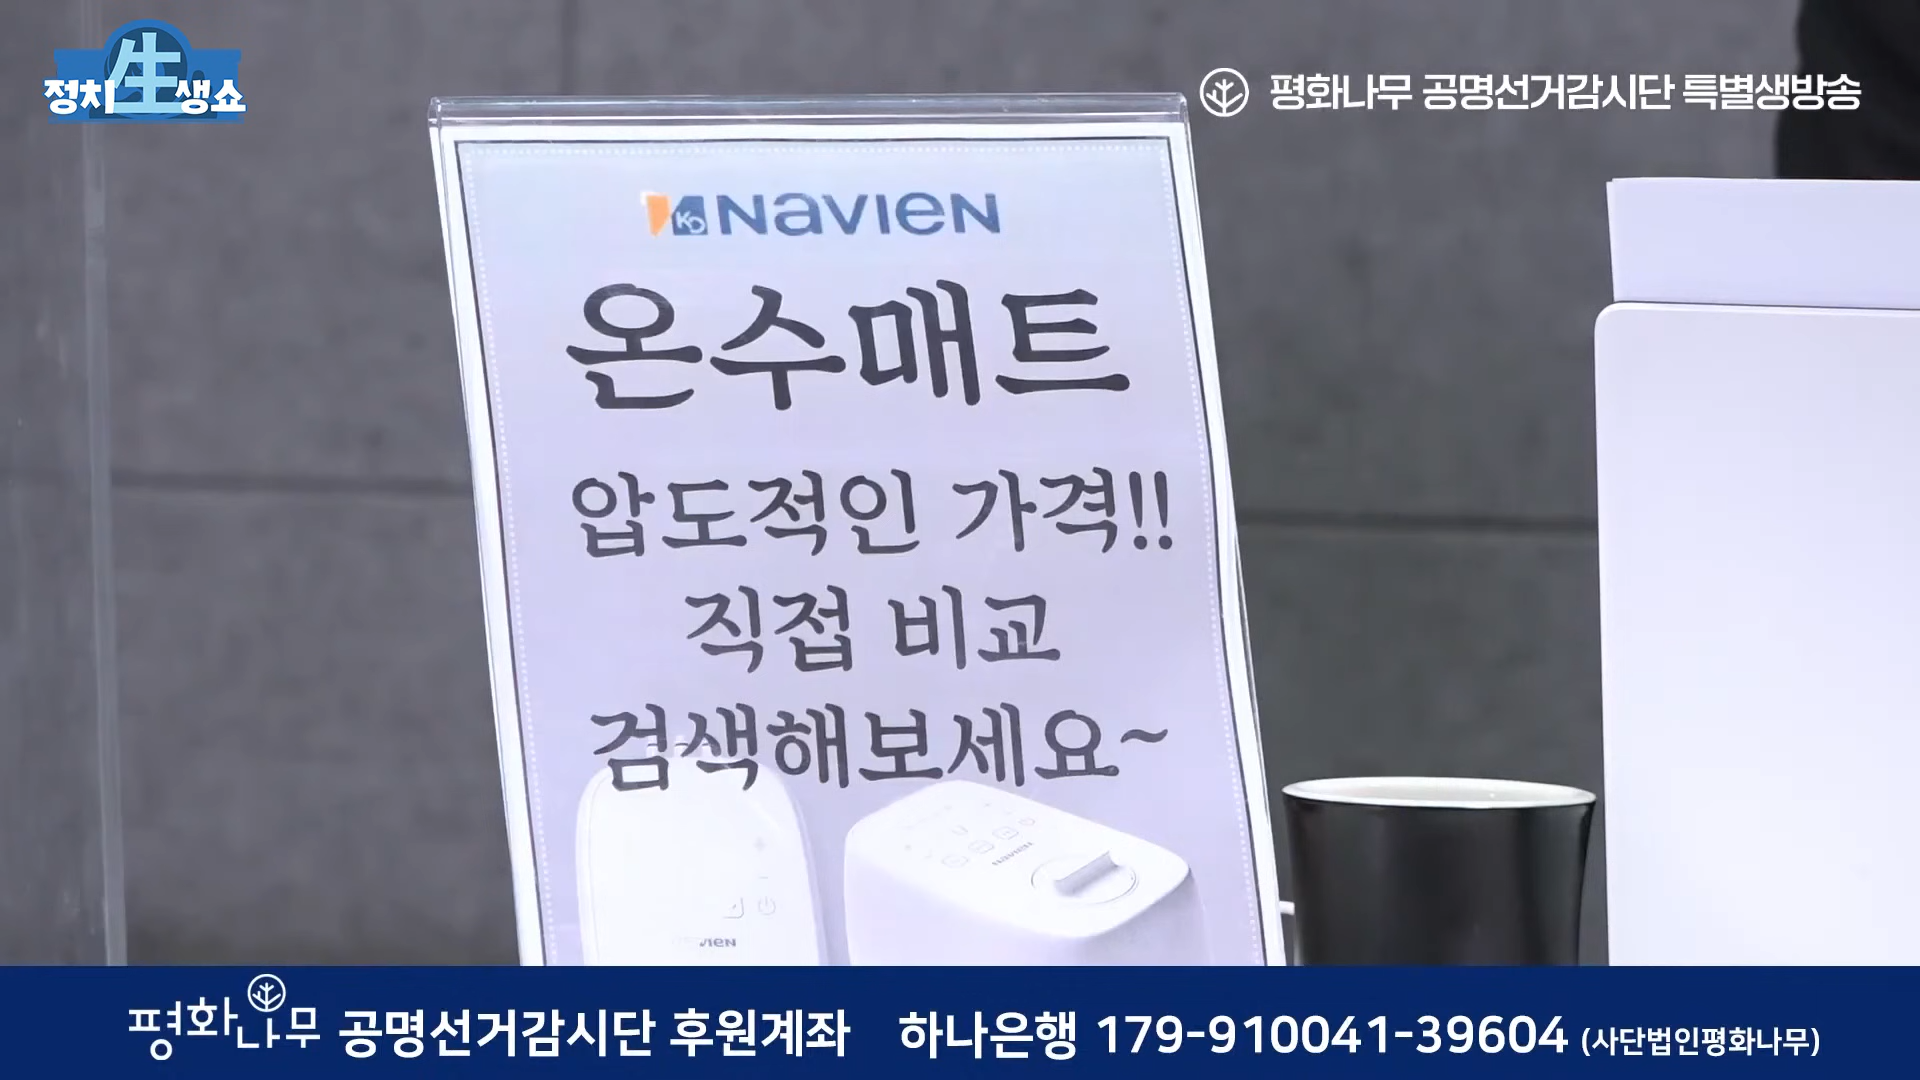 정치生생쇼
평화나무 공명선거감시단 특별생방송
KD NAVIEN
온수매트
압도적인 가격!!
직접 비교
검색해보세요~
NAVIEN
평화나무 공명선거감시단 후원계좌 하나은행 179-910041-39604 (사단법인평화나무)